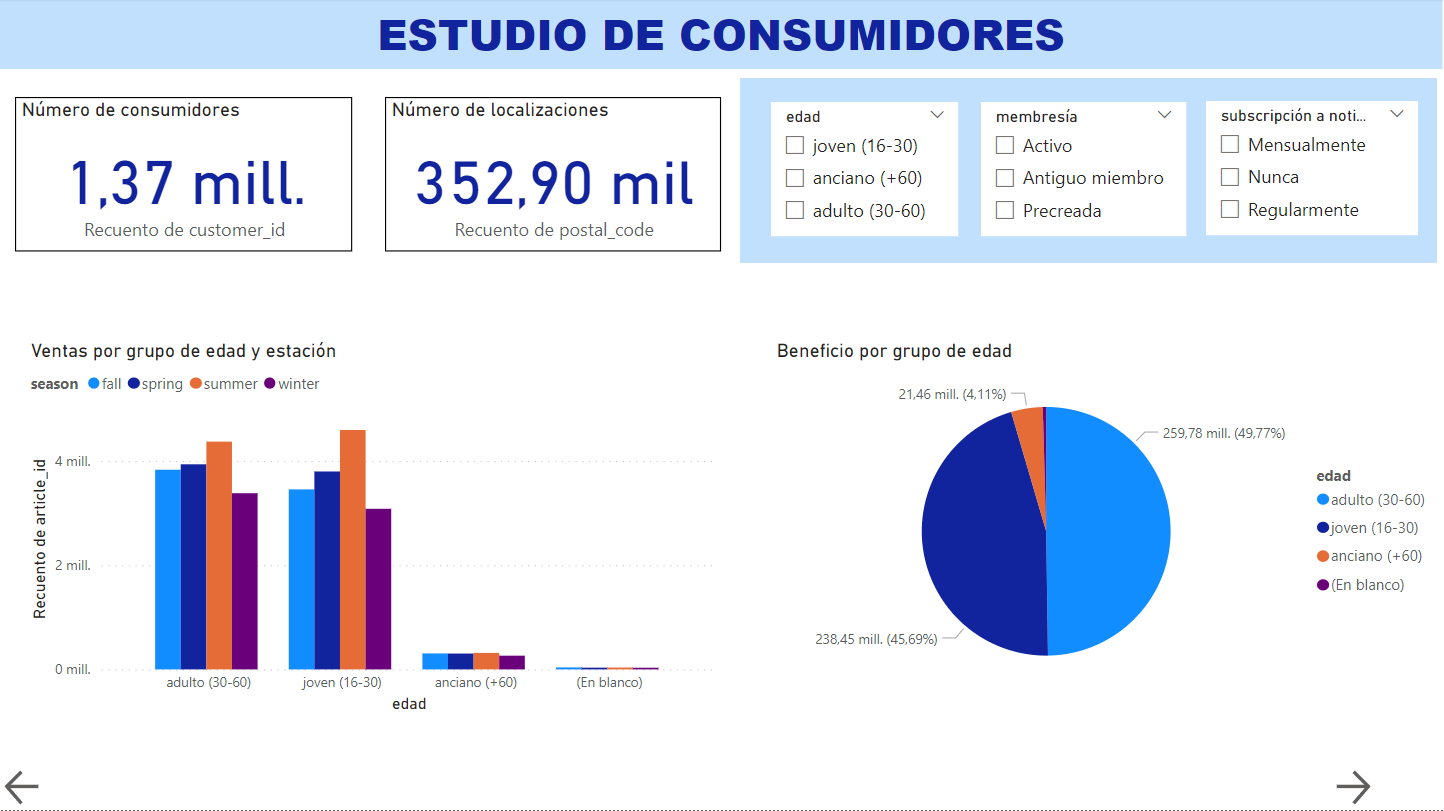 ESTUDIO DE CONSUMIDORES
Número de consumidores
1,37 mill.
Recuento de customer_id
Número de localizaciones
352,90 mil
Recuento de postal_code
edad
joven (16-30)
anciano (+60)
adulto (30-60)
membresía
Activo
Antiguo miembro
Precreada
subscripción a noti...
Mensualmente
Nunca
Regularmente
Ventas por grupo de edad y estación
season fall spring summer winter
Recuento de article_id
4 mill.
2 mill.
0 mill.
adulto (30-60) joven (16-30) anciano (+60) (En blanco)
edad
Beneficio por grupo de edad
21,46 mill. (4,11%)
259,78 mill. (49,77%)
238,45 mill. (45,69%)
edad
adulto (30-60)
joven (16-30)
anciano (+60)
(En blanco)